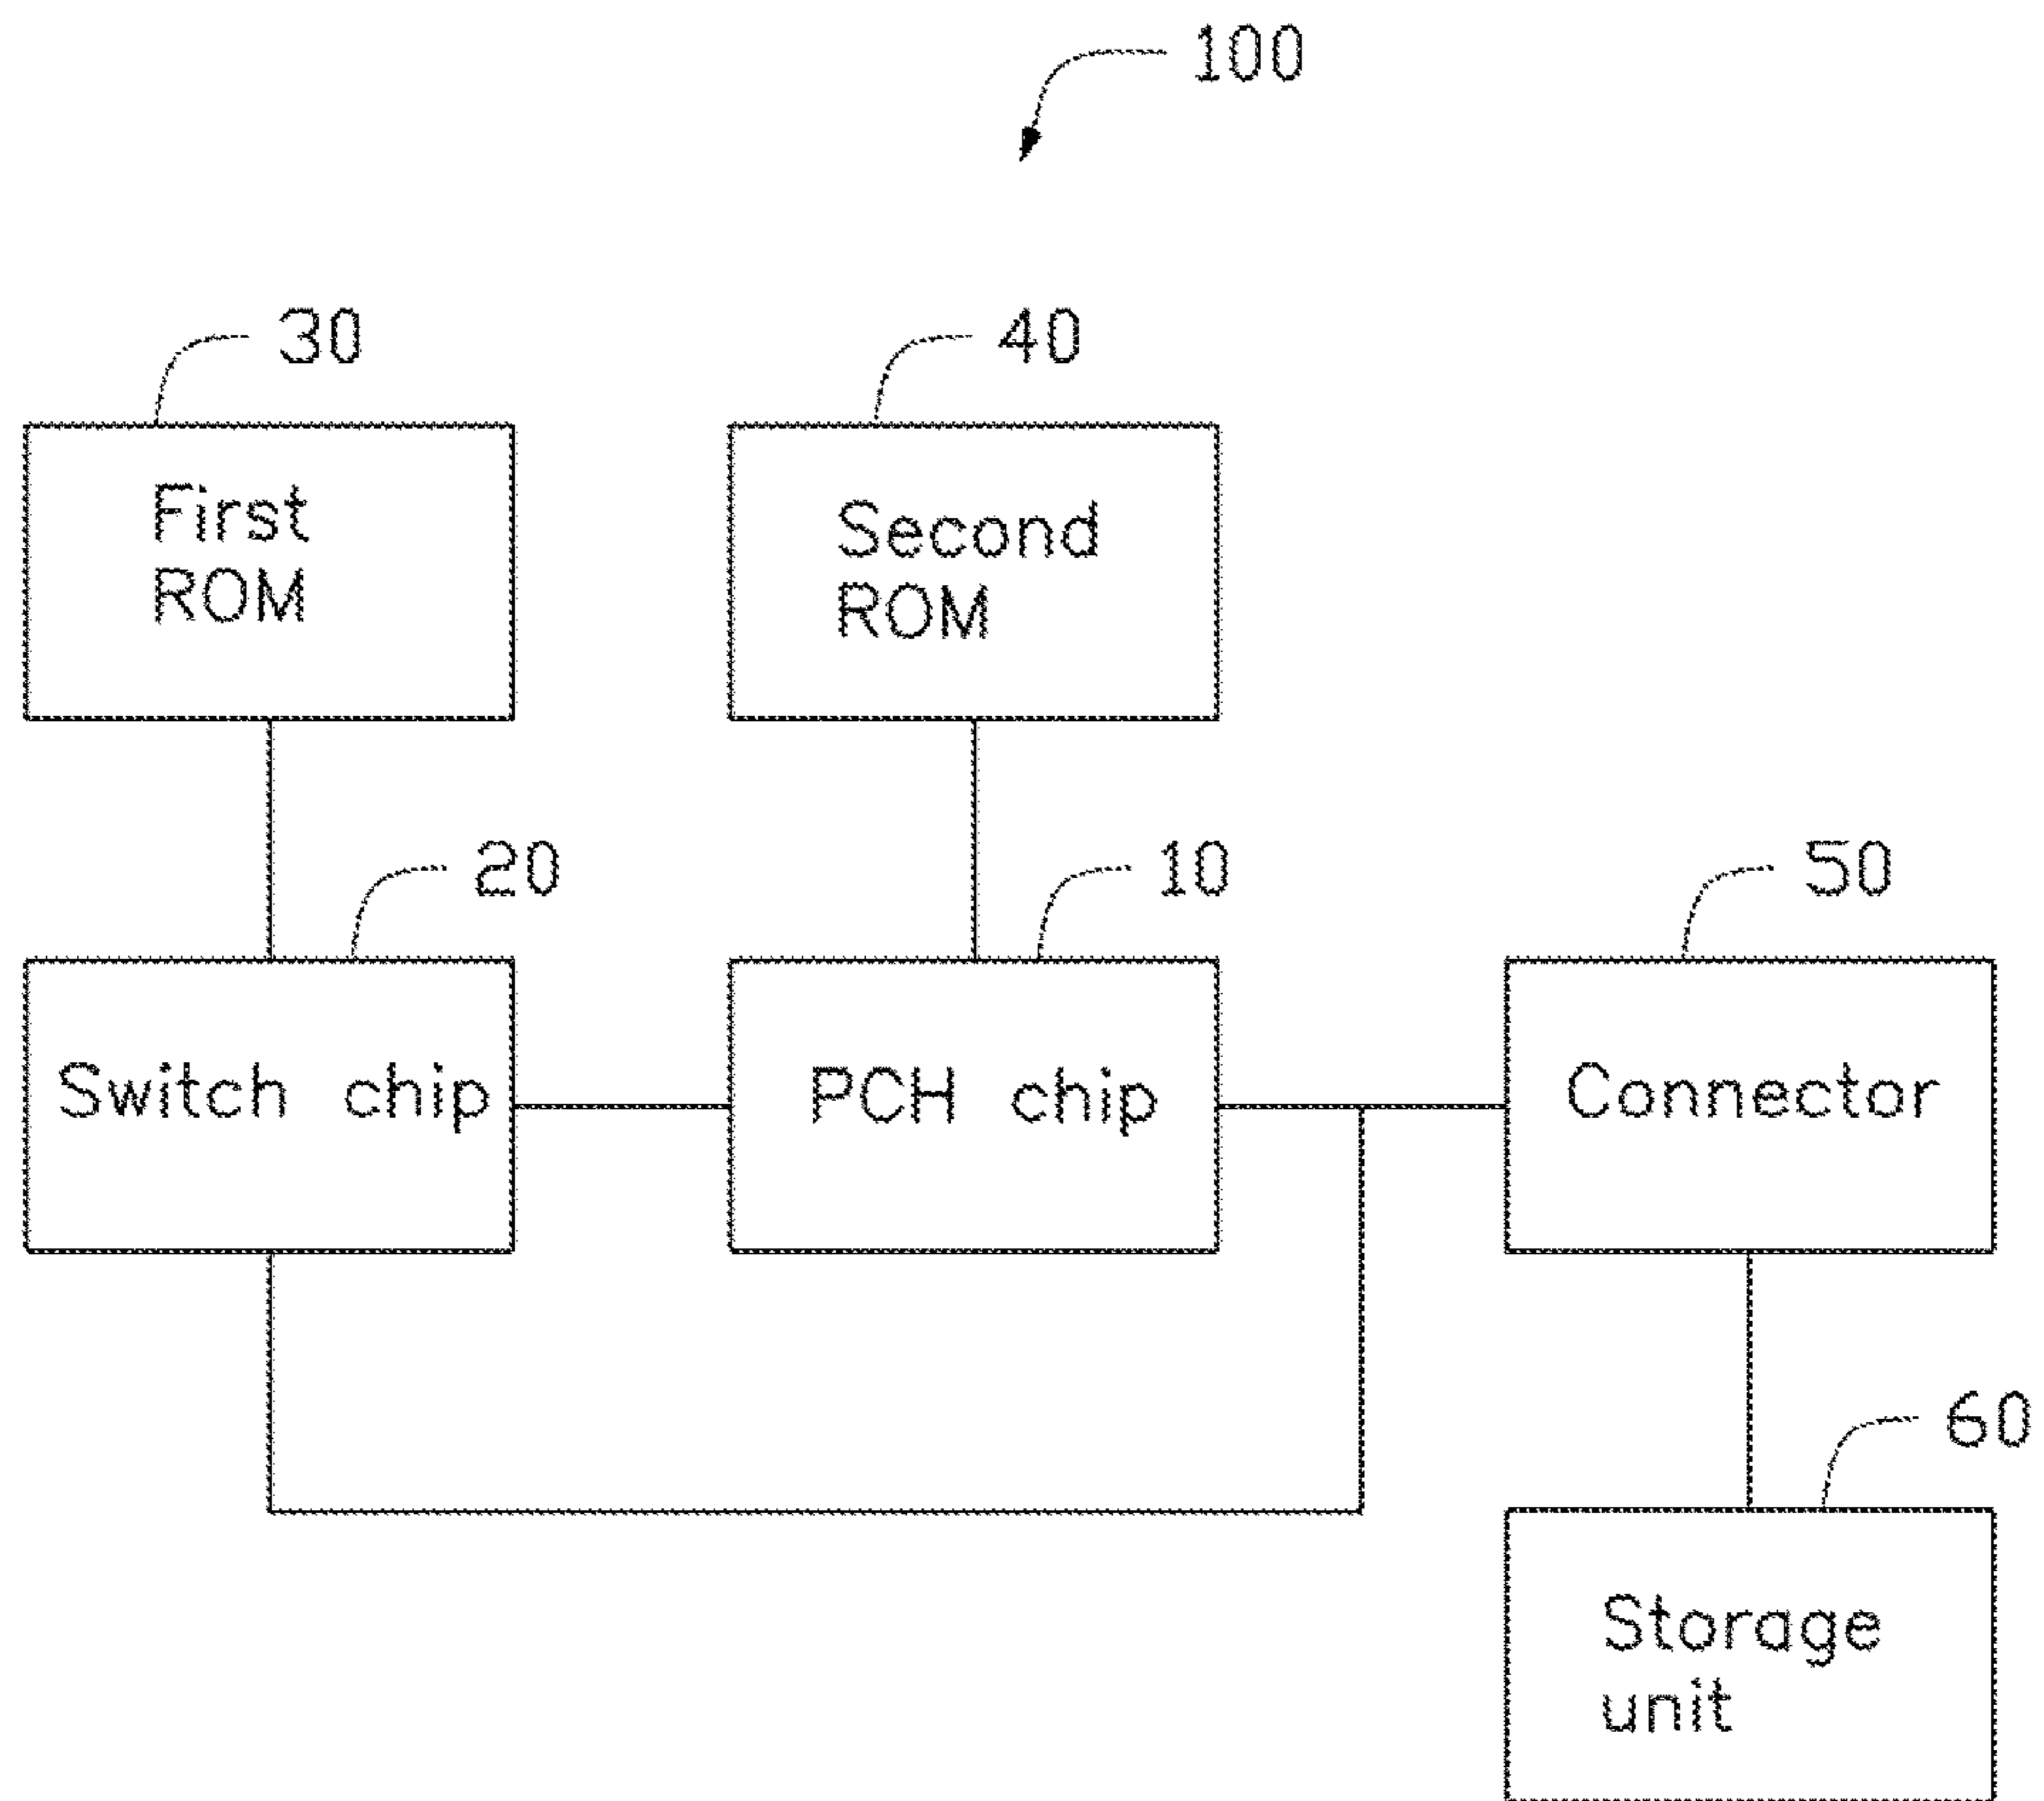 100
30
40
First
ROM
Second
ROM
20
10
50
Switch chip
PCH chip
Connector
60
Storage
unit